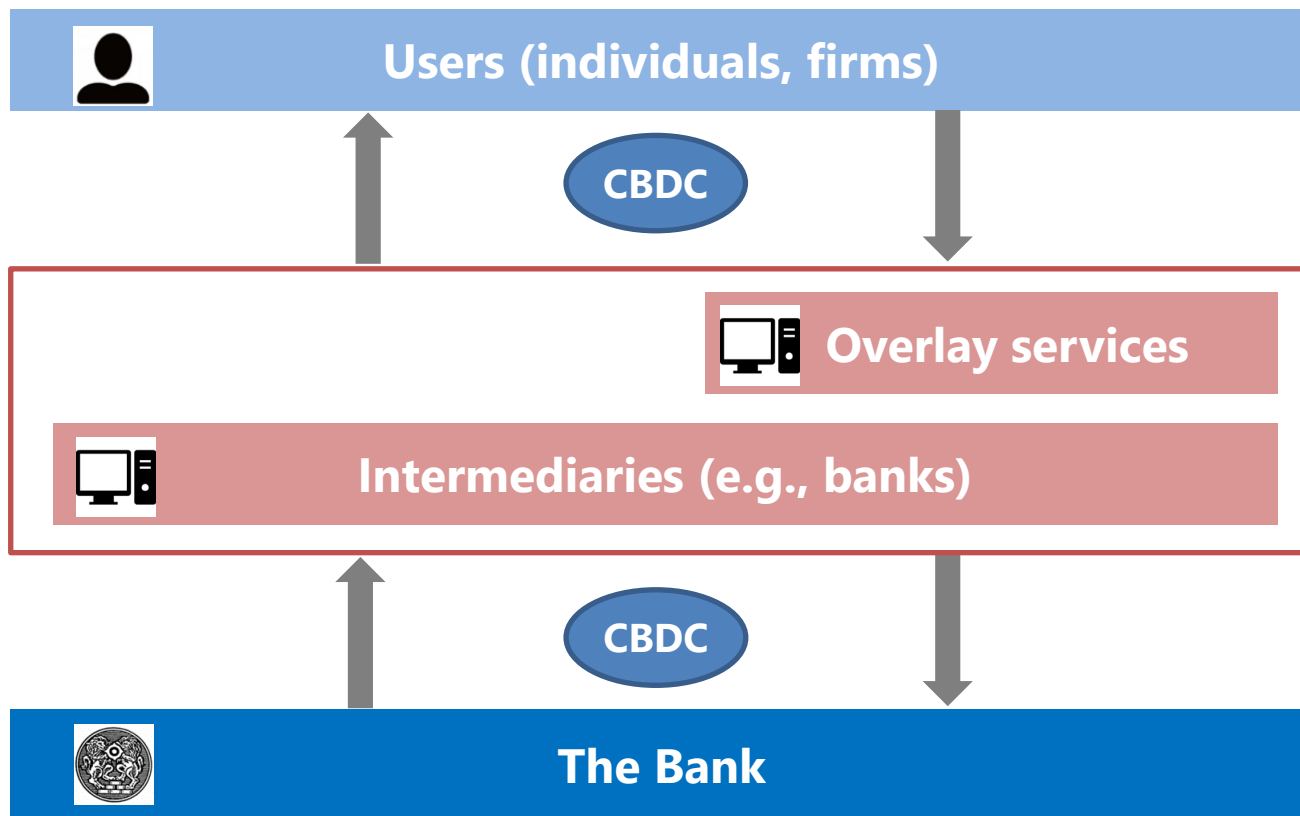 Users (individuals, firms)
CBDC
Overlay services
Intermediaries (e.g., banks)
CBDC
The Bank